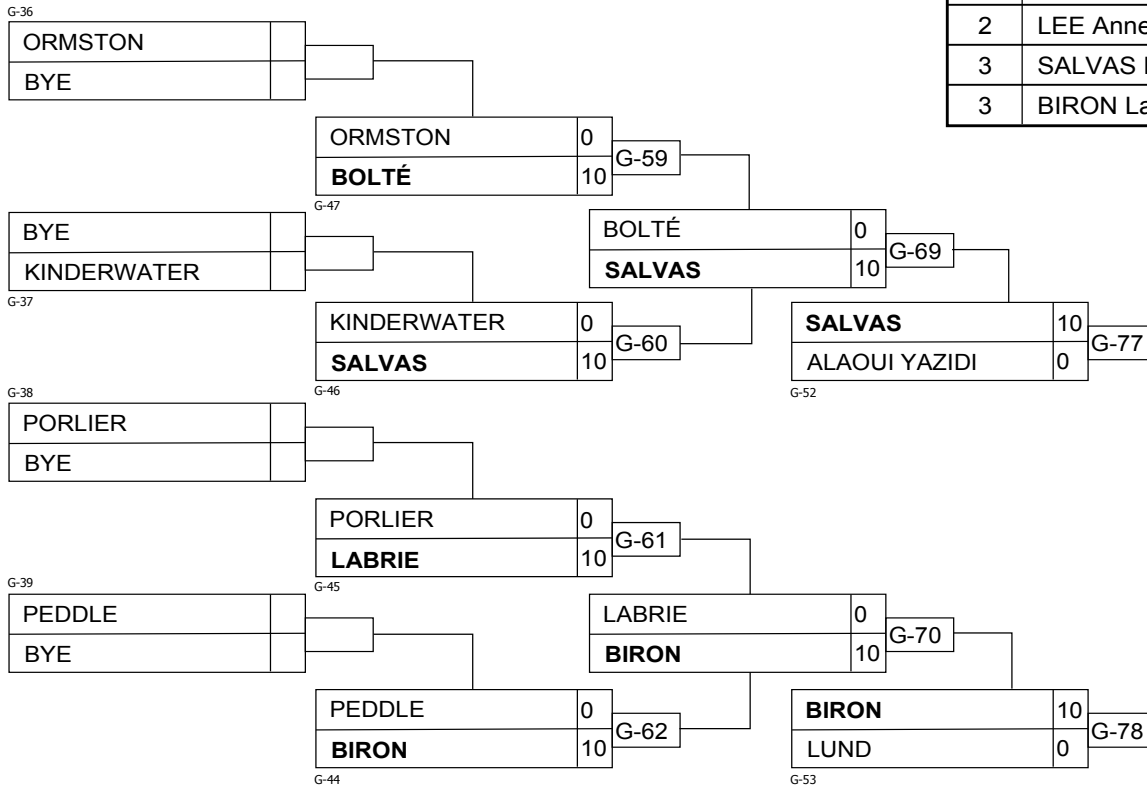 G-36
ORMSTON
BYE
2 LEE Anne
3 SALVAS
3 BIRON La
ORMSTON 0
BOLTÉ 10
G-59
G-47
BYE
KINDERWATER
G-37
BOLTÉ 0
SALVAS 10
G-69
KINDERWATER 0
SALVAS 10
G-60
G-46
SALVAS 10
ALAOUI YAZIDI 0
G-77
G-52
G-38
PORLIER
BYE
PORLIER 0
LABRIE 10
G-61
G-45
G-39
PEDDLE
BYE
LABRIE 0
BIRON 10
G-70
PEDDLE 0
BIRON 10
G-62
G-44
BIRON 10
LUND 0
G-78
G-53